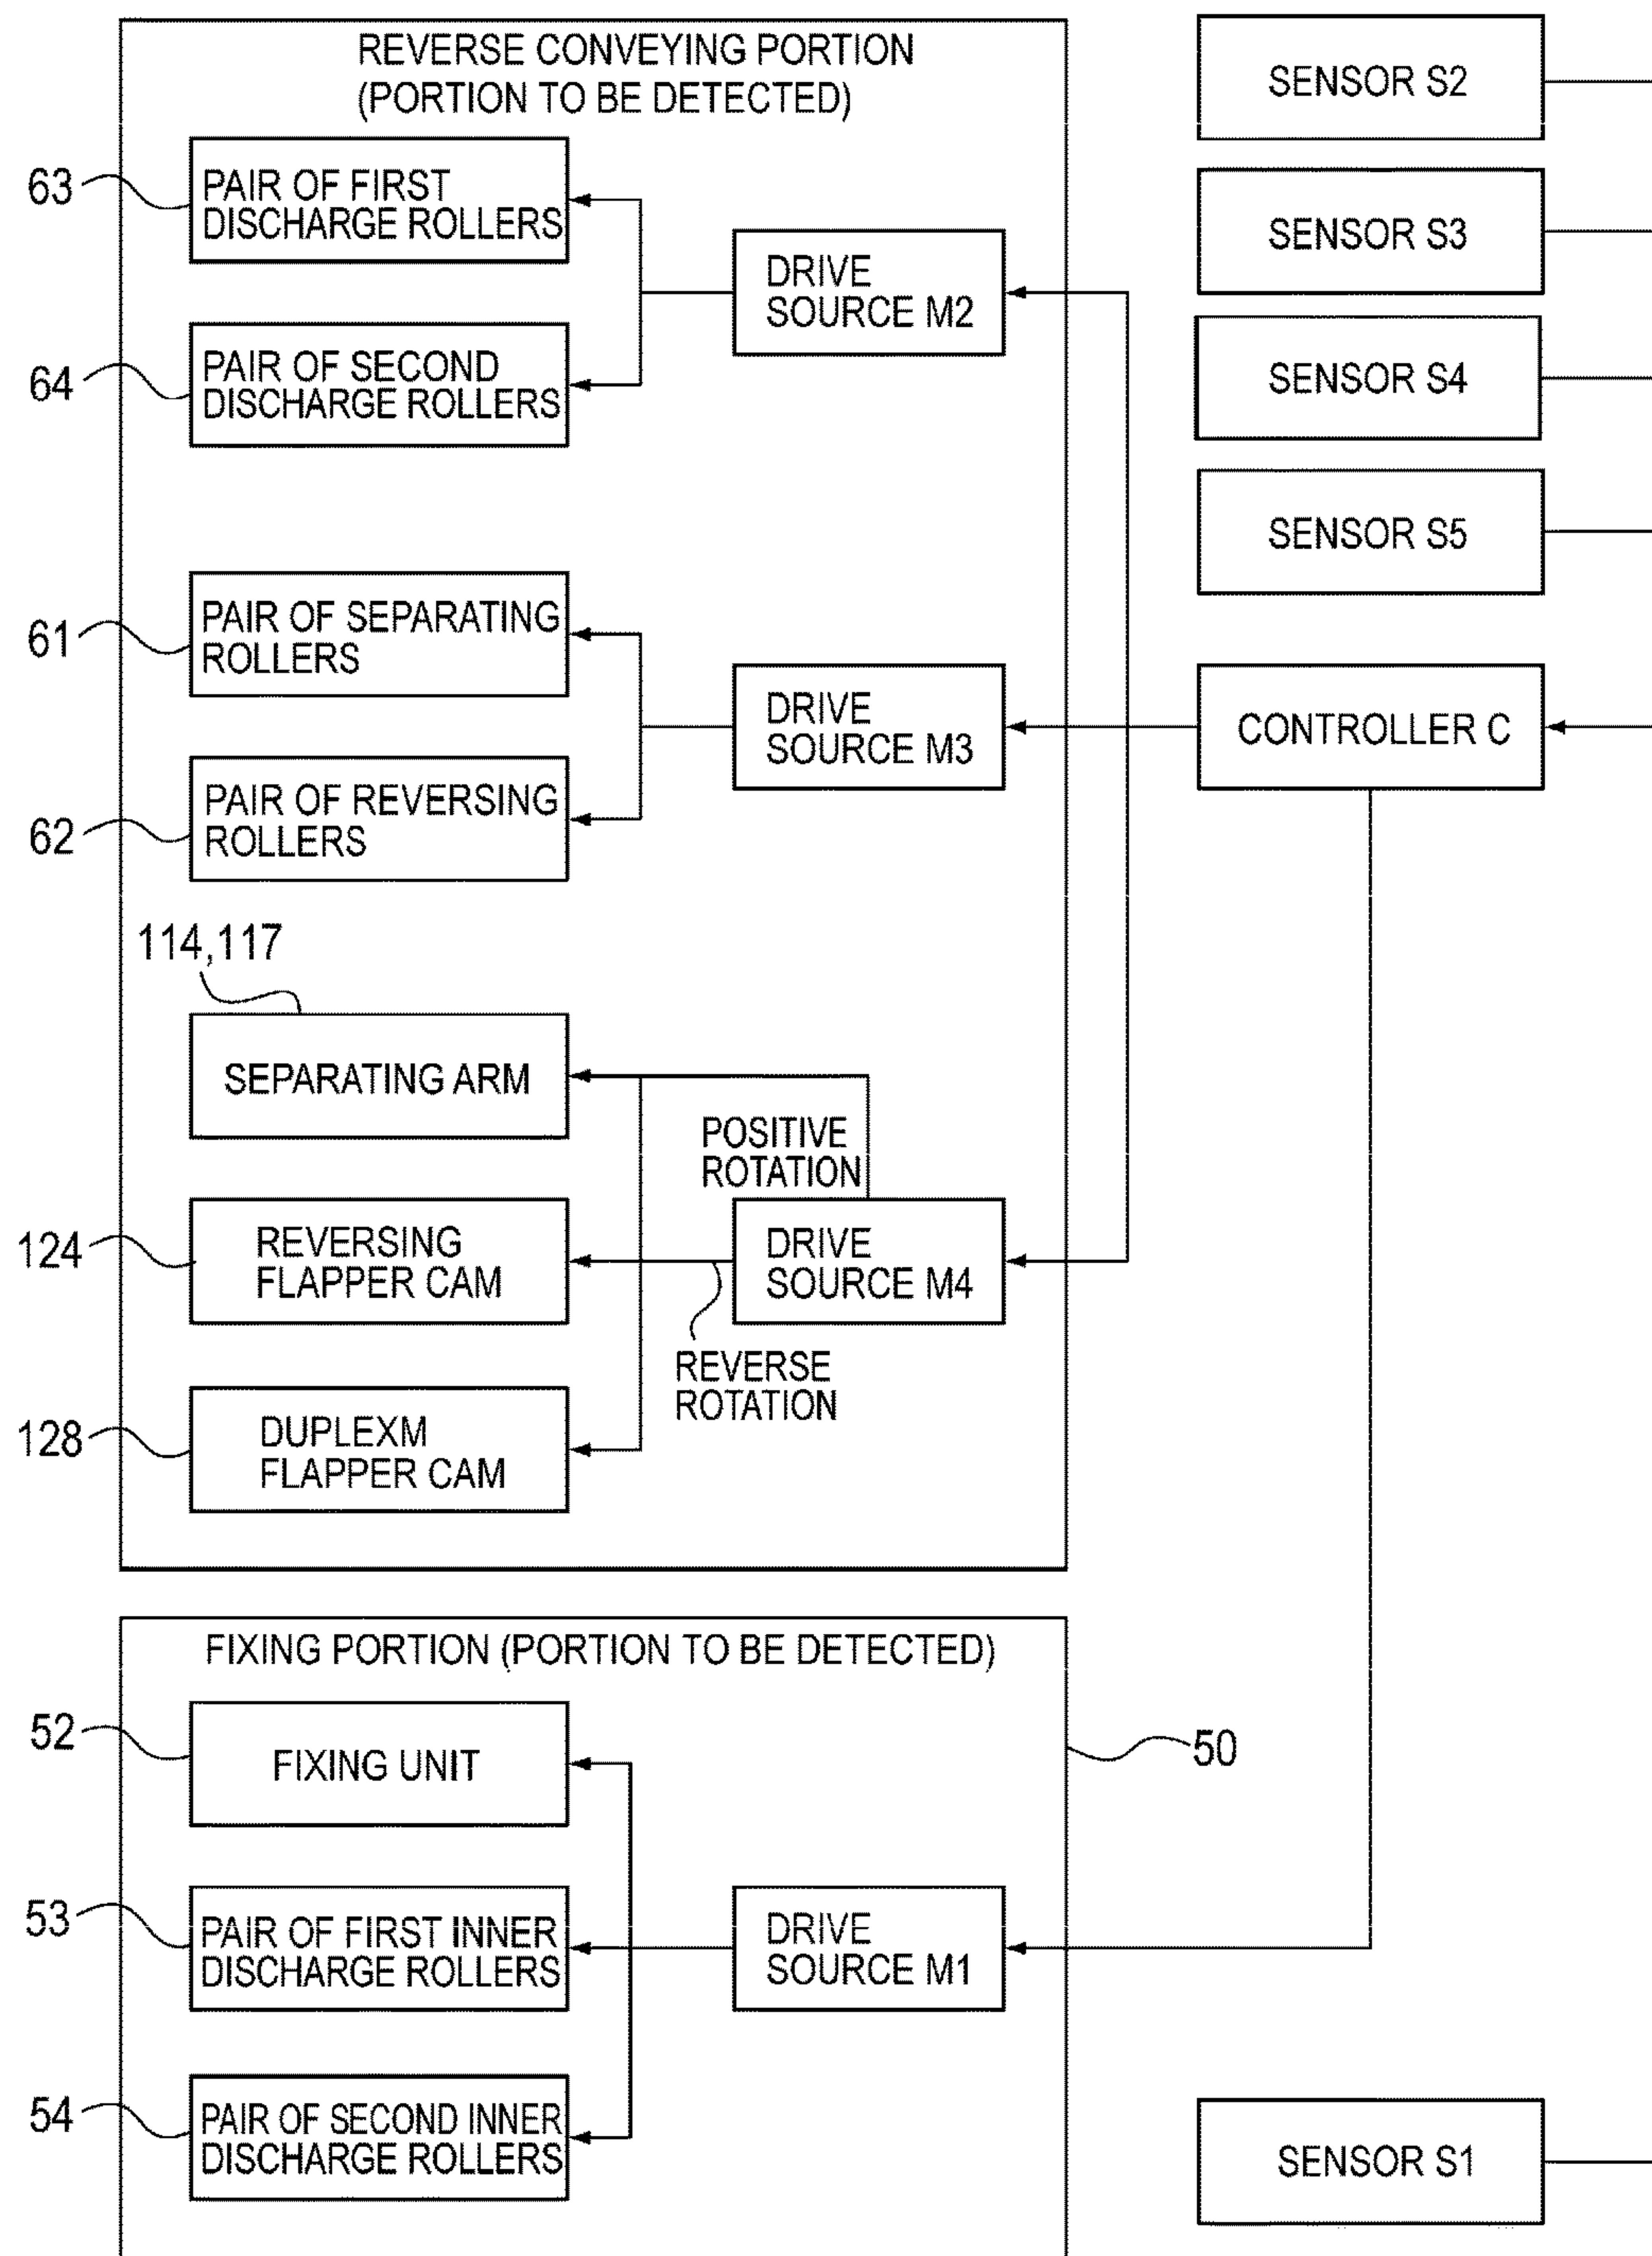 REVERSE CONVEYING PORTION
(PORTION TO BE DETECTED)
63
PAIR OF FIRST
DISCHARGE ROLLERS
64
PAIR OF SECOND
DISCHARGE ROLLERS
DRIVE
SOURCE M2
61
PAIR OF SEPARATING
ROLLERS
62
PAIR OF REVERSING
ROLLERS
DRIVE
SOURCE M3
114,117
SEPARATING ARM
POSITIVE
ROTATION
124
REVERSING
FLAPPER CAM
DRIVE
SOURCE M4
REVERSE
ROTATION
128
DUPLEXM
FLAPPER CAM
SENSOR S2
SENSOR S3
SENSOR S4
SENSOR S5
CONTROLLER C
FIXING PORTION (PORTION TO BE DETECTED)
52
FIXING UNIT
50
53
PAIR OF FIRST INNER
DISCHARGE ROLLERS
DRIVE
SOURCE M1
54
PAIR OF SECOND INNER
DISCHARGE ROLLERS
SENSOR S1